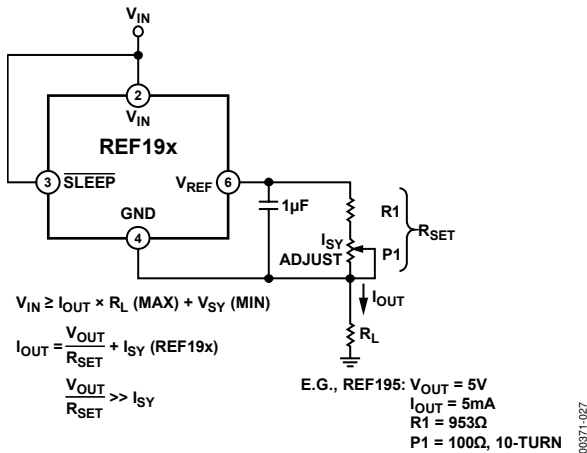 VIN
2
VIN
REF19x
3
SLEEP
VREF
6
GND
4
1µF
R1
ISY
ADJUST
P1
RSET
IOUT
RL
VIN ≥ IOUT × RL (MAX) + VSY (MIN)
IOUT = VOUT / RSET + ISY (REF19x)
VOUT / RSET >> ISY
E.G., REF195: VOUT = 5V
IOUT = 5mA
R1 = 953Ω
P1 = 100Ω, 10-TURN
00371-027